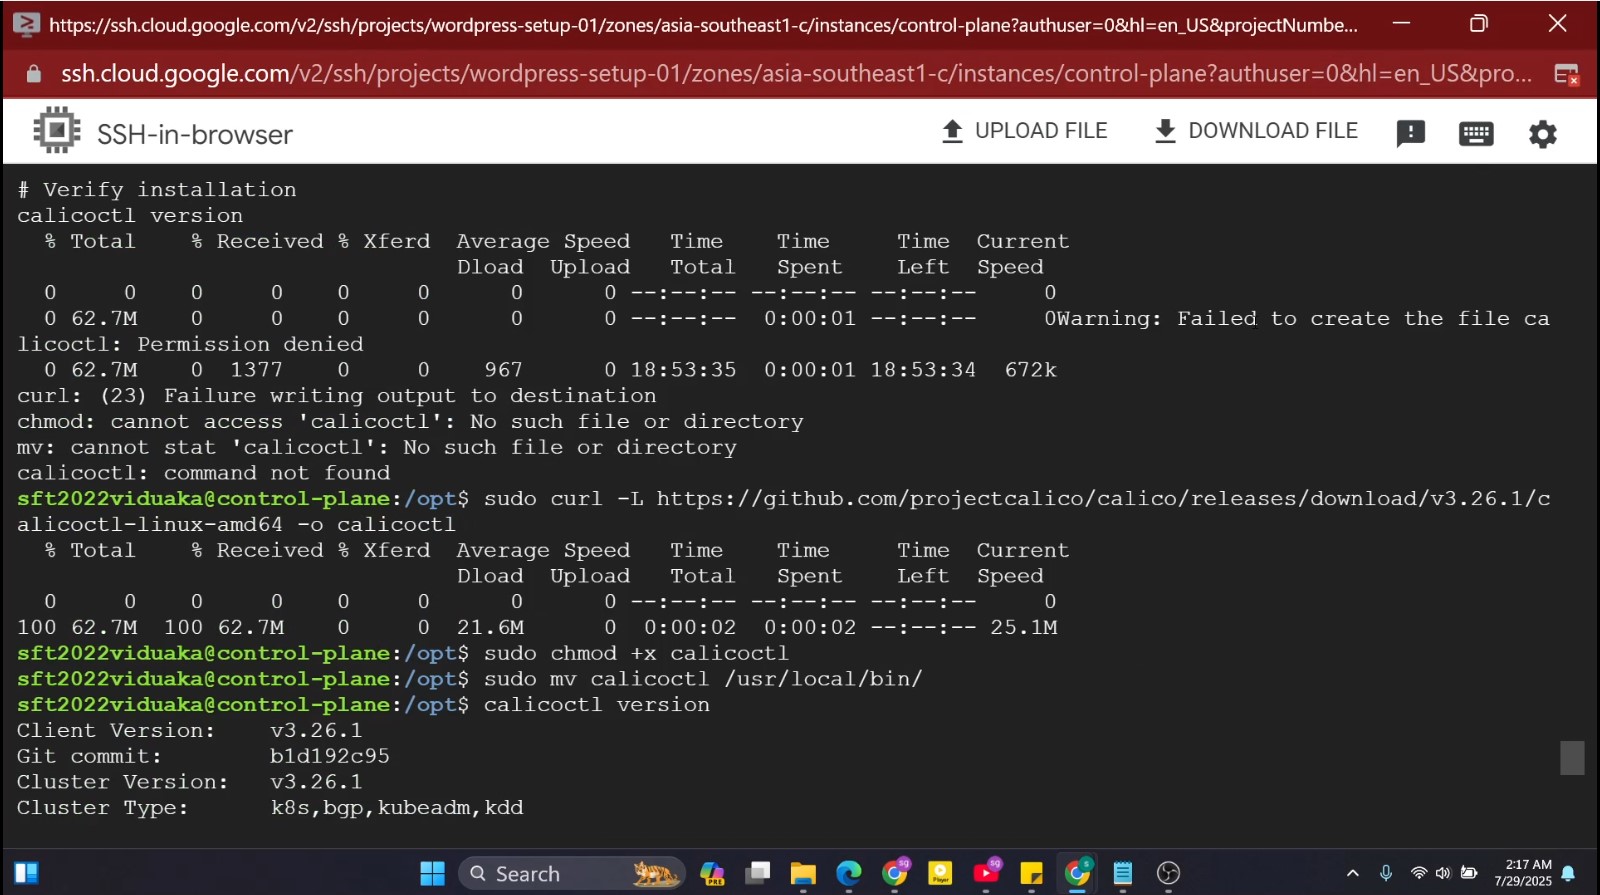 https://ssh.cloud.google.com/v2/ssh/projects/wordpress-setup-01/zones/asia-southeast1-c/instances/control-plane?authuser=0&hl=en_US&projectNumbe...
ssh.cloud.google.com/v2/ssh/projects/wordpress-setup-01/zones/asia-southeast1-c/instances/control-plane?authuser=0&hl=en_US&pro...
SSH-in-browser UPLOAD FILE DOWNLOAD FILE
# Verify installation
calicoctl version
% Total % Received % Xferd Average Speed Time Time Time Current
Dload Upload Total Spent Left Speed
0 0 0 0 0 0 0 0 --:--:-- --:--:-- --:--:-- 0
0 62.7M 0 0 0 0 0 0 --:--:-- 0:00:01 --:--:-- 0Warning: Failed to create the file ca
licoctl: Permission denied
0 62.7M 0 1377 0 0 967 0 18:53:35 0:00:01 18:53:34 672k
curl: (23) Failure writing output to destination
chmod: cannot access 'calicoctl': No such file or directory
mv: cannot stat 'calicoctl': No such file or directory
calicoctl: command not found
sft2022viduaka@control-plane:/opt$ sudo curl -L https://github.com/projectcalico/calico/releases/download/v3.26.1/c
alicoctl-linux-amd64 -o calicoctl
% Total % Received % Xferd Average Speed Time Time Time Current
Dload Upload Total Spent Left Speed
0 0 0 0 0 0 0 0 --:--:-- --:--:-- --:--:-- 0
100 62.7M 100 62.7M 0 0 21.6M 0 0:00:02 0:00:02 --:--:-- 25.1M
sft2022viduaka@control-plane:/opt$ sudo chmod +x calicoctl
sft2022viduaka@control-plane:/opt$ sudo mv calicoctl /usr/local/bin/
sft2022viduaka@control-plane:/opt$ calicoctl version
Client Version: v3.26.1
Git commit: b1d192c95
Cluster Version: v3.26.1
Cluster Type: k8s,bgp,kubeadm,kdd
Search
2:17 AM
7/29/2025